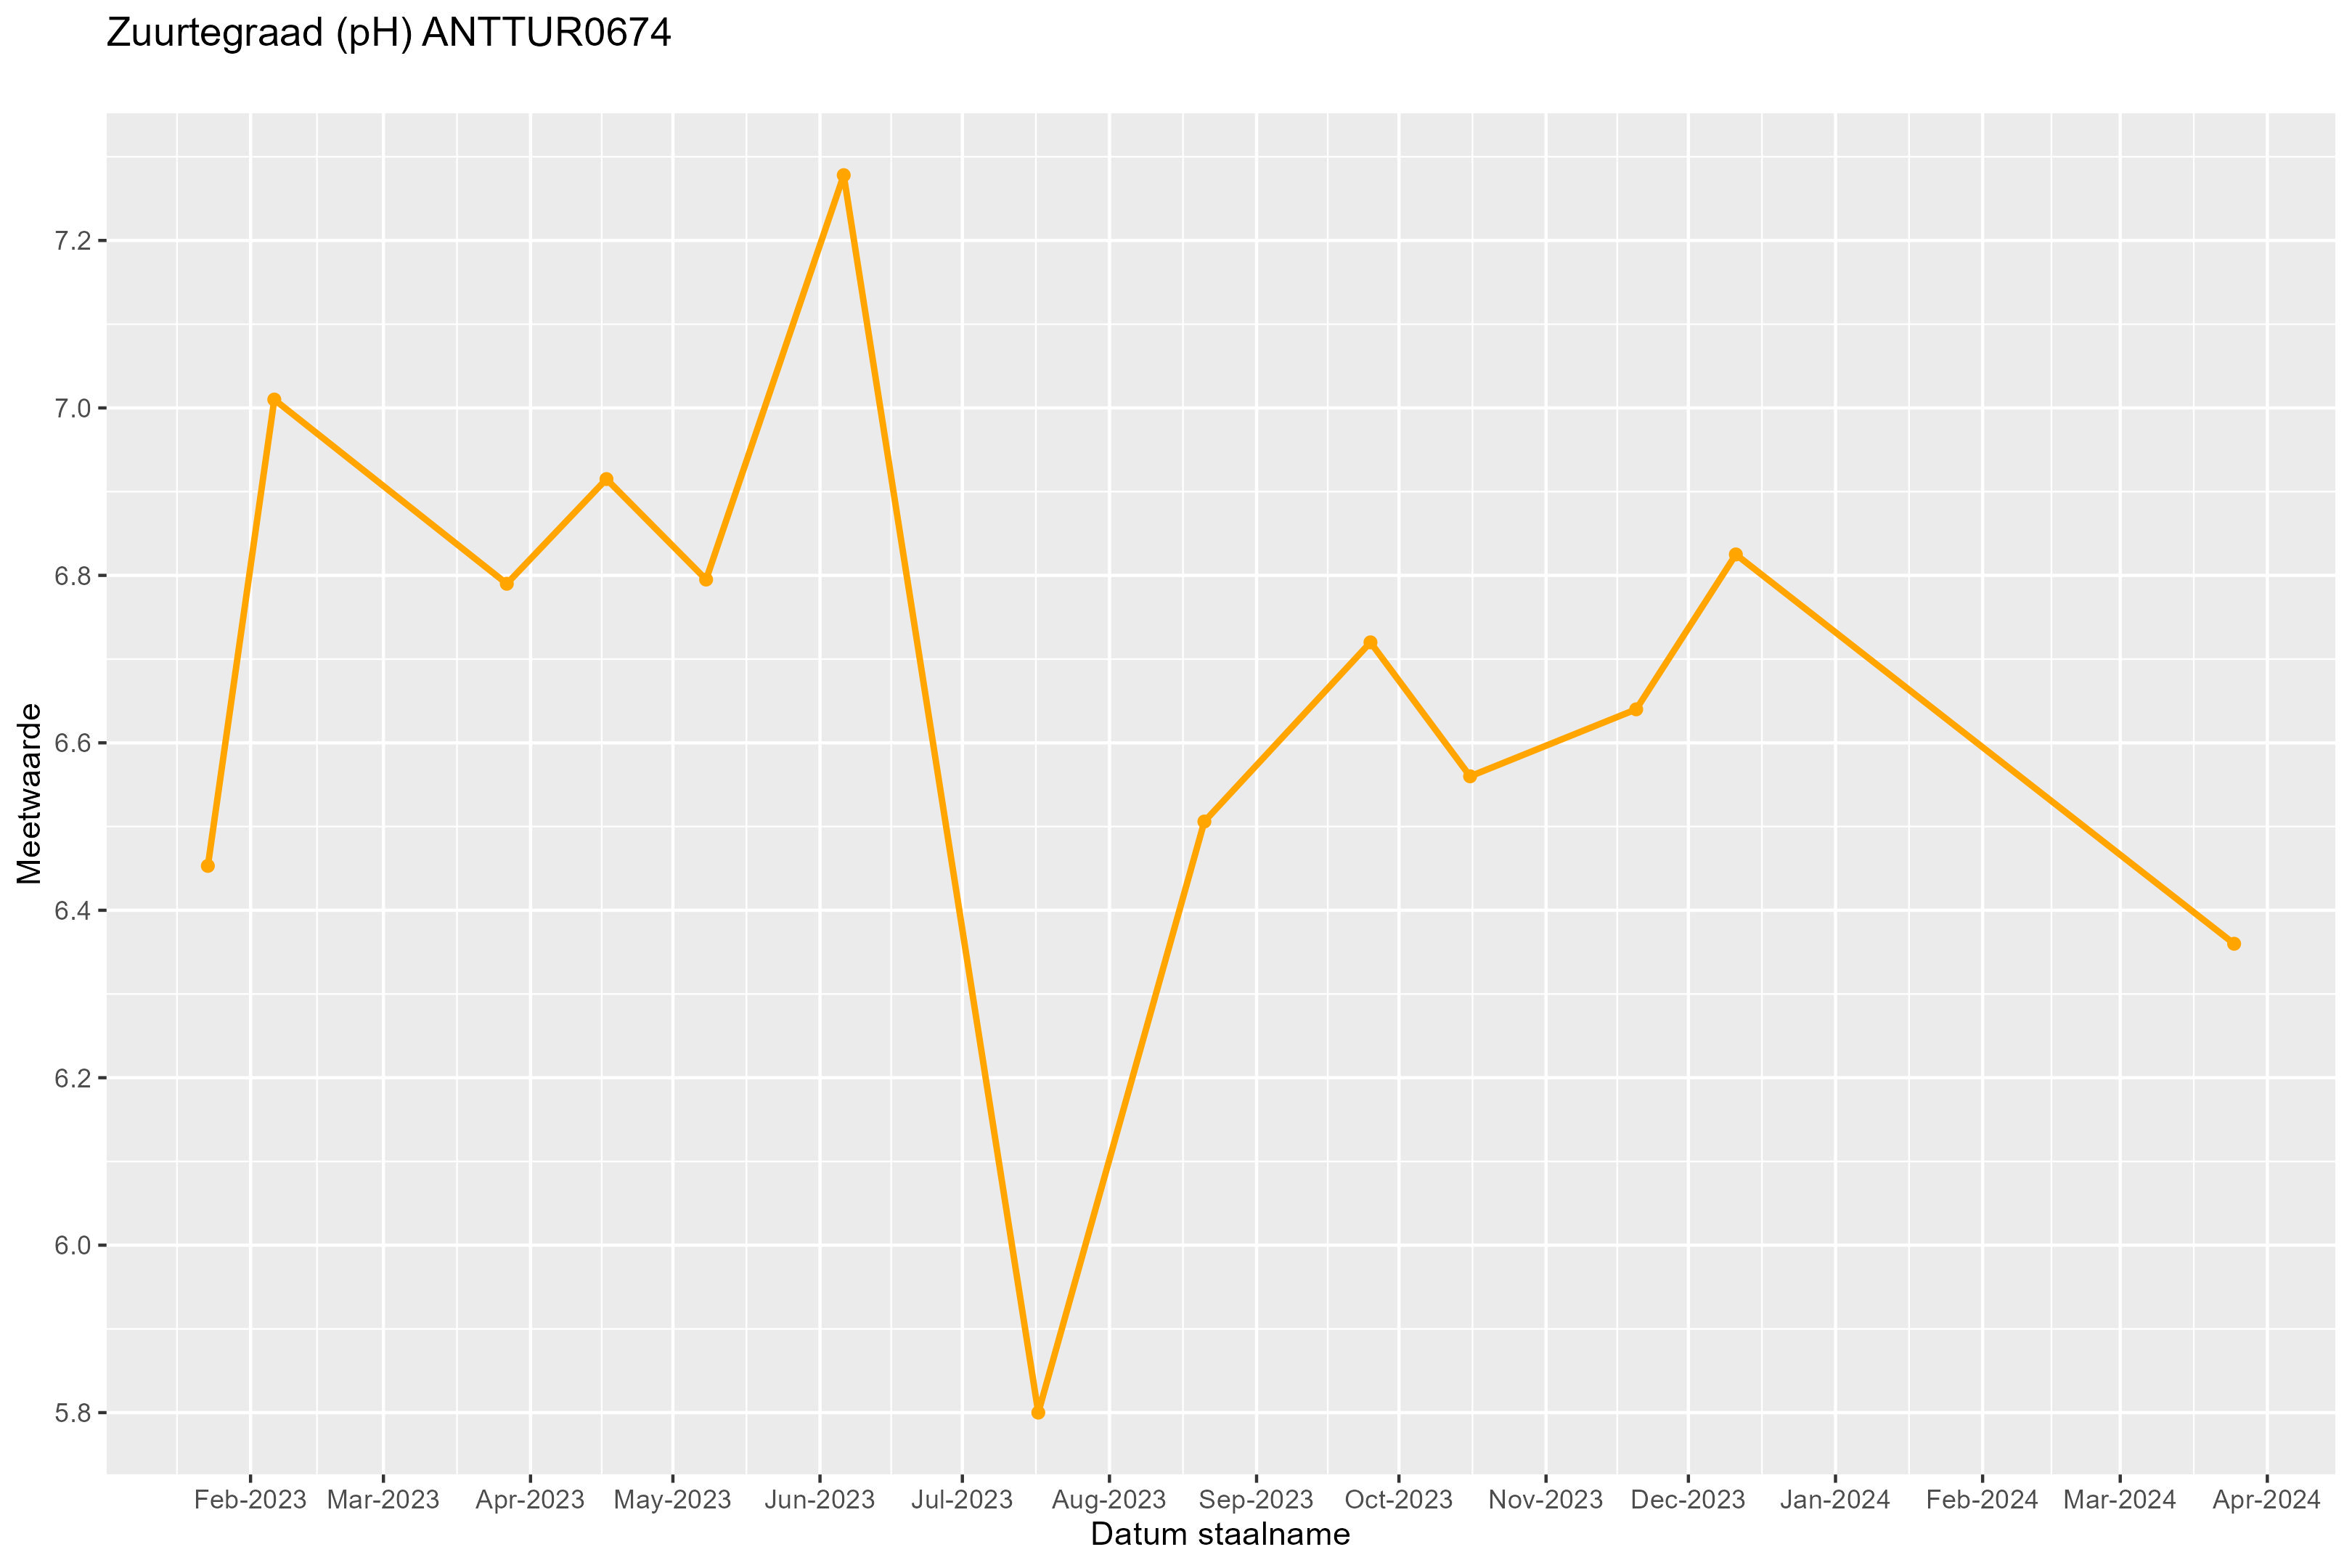 Zuurtegraad (pH) ANTTUR0674
Meetwaarde
7.2
7.0
6.8
6.6
6.4
6.2
6.0
5.8
Feb-2023 Mar-2023 Apr-2023 May-2023 Jun-2023 Jul-2023 Aug-2023 Sep-2023 Oct-2023 Nov-2023 Dec-2023 Jan-2024 Feb-2024 Mar-2024 Apr-2024
Datum staalname